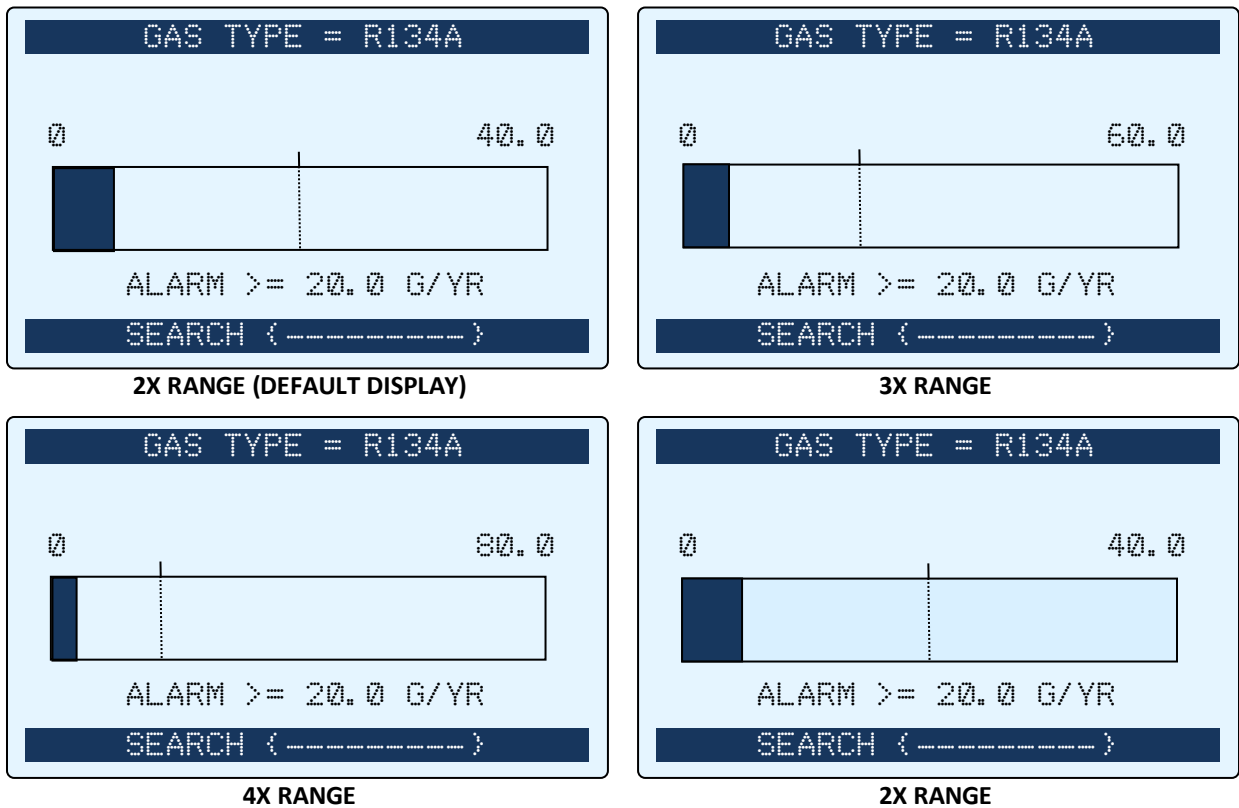 GAS TYPE = R134A
0 40.0
ALARM >= 20.0 G/YR
SEARCH {---------}
2X RANGE (DEFAULT DISPLAY)
GAS TYPE = R134A
0 60.0
ALARM >= 20.0 G/YR
SEARCH {---------}
3X RANGE
GAS TYPE = R134A
0 80.0
ALARM >= 20.0 G/YR
SEARCH {---------}
4X RANGE
GAS TYPE = R134A
0 40.0
ALARM >= 20.0 G/YR
SEARCH {---------}
2X RANGE